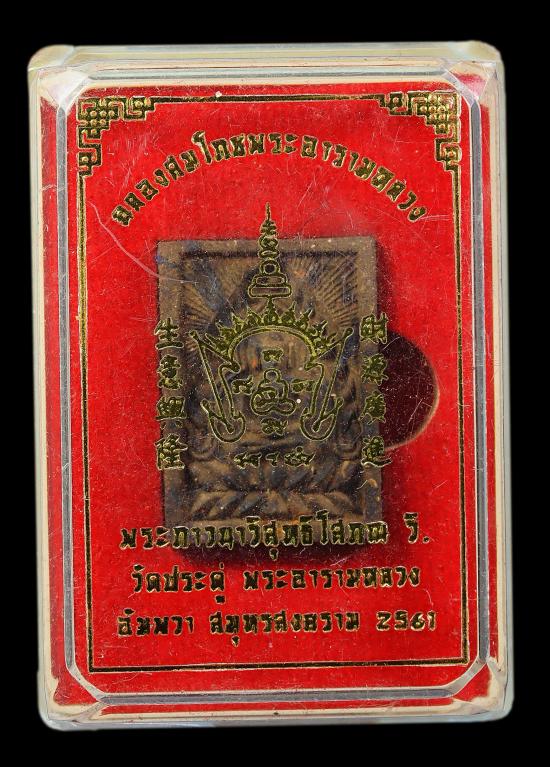 ฉลองสมโภชพระอารามหลวง
生意興隆
財源廣進
พระภาวนาวิสุทธิโสภณ วิ.
วัดประดู่ พระอารามหลวง
อัมพวา สมุทรสงคราม 2561